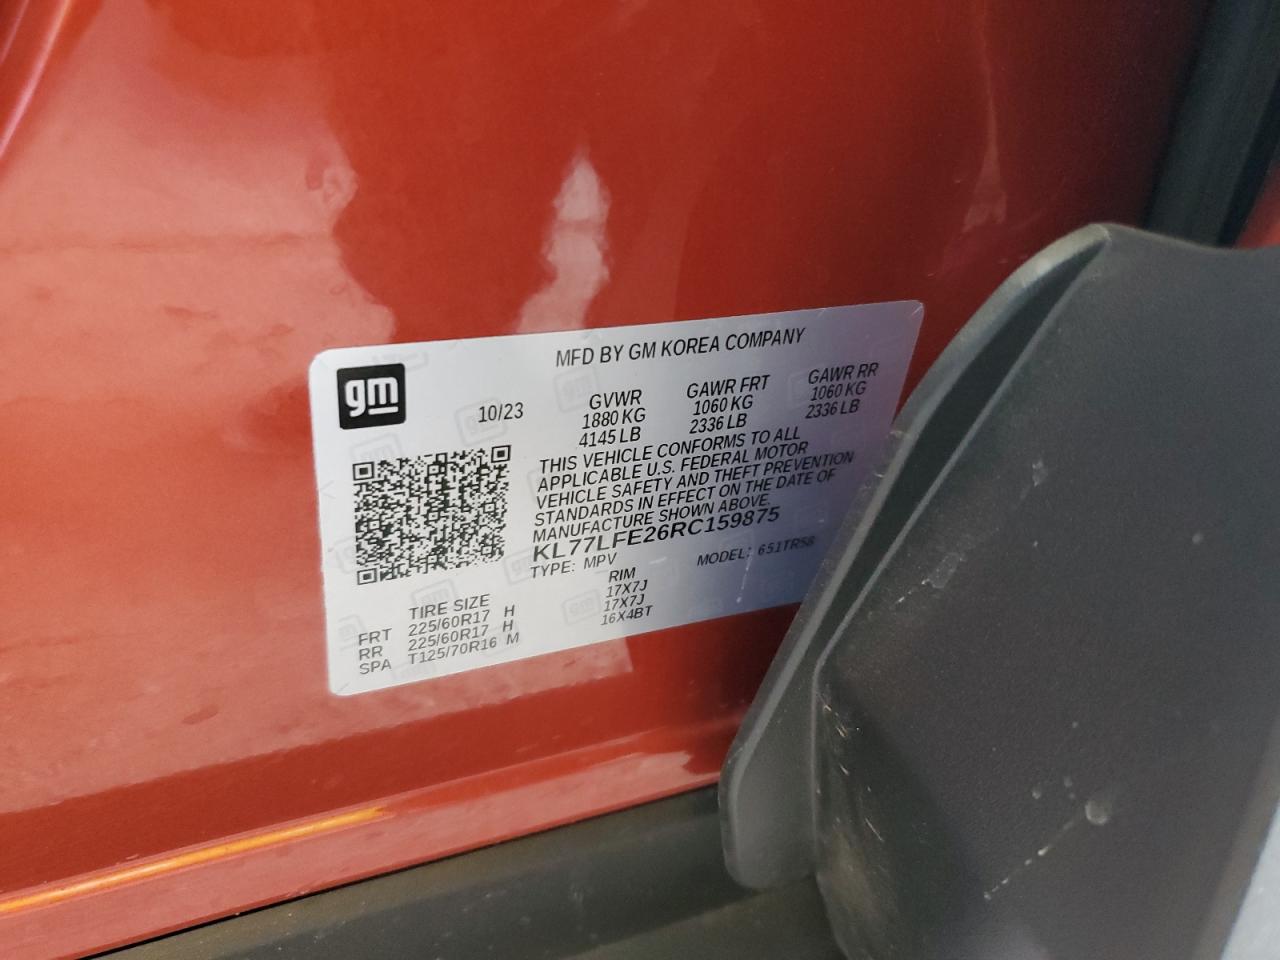 MFD BY GM KOREA COMPANY
gm
10/23
GVWR GAWR FRT GAWR RR
1880 KG 1060 KG 1060 KG
4145 LB 2336 LB 2336 LB
THIS VEHICLE CONFORMS TO ALL
APPLICABLE U.S. FEDERAL MOTOR
VEHICLE SAFETY AND THEFT PREVENTION
STANDARDS IN EFFECT ON THE DATE OF
MANUFACTURE SHOWN ABOVE.
KL77LFE26RC159875
TYPE: MPV MODEL: 651TR58
TIRE SIZE RIM
FRT 225/60R17 H 17X7J
RR 225/60R17 H 17X7J
SPA T125/70R16 M 16X4BT